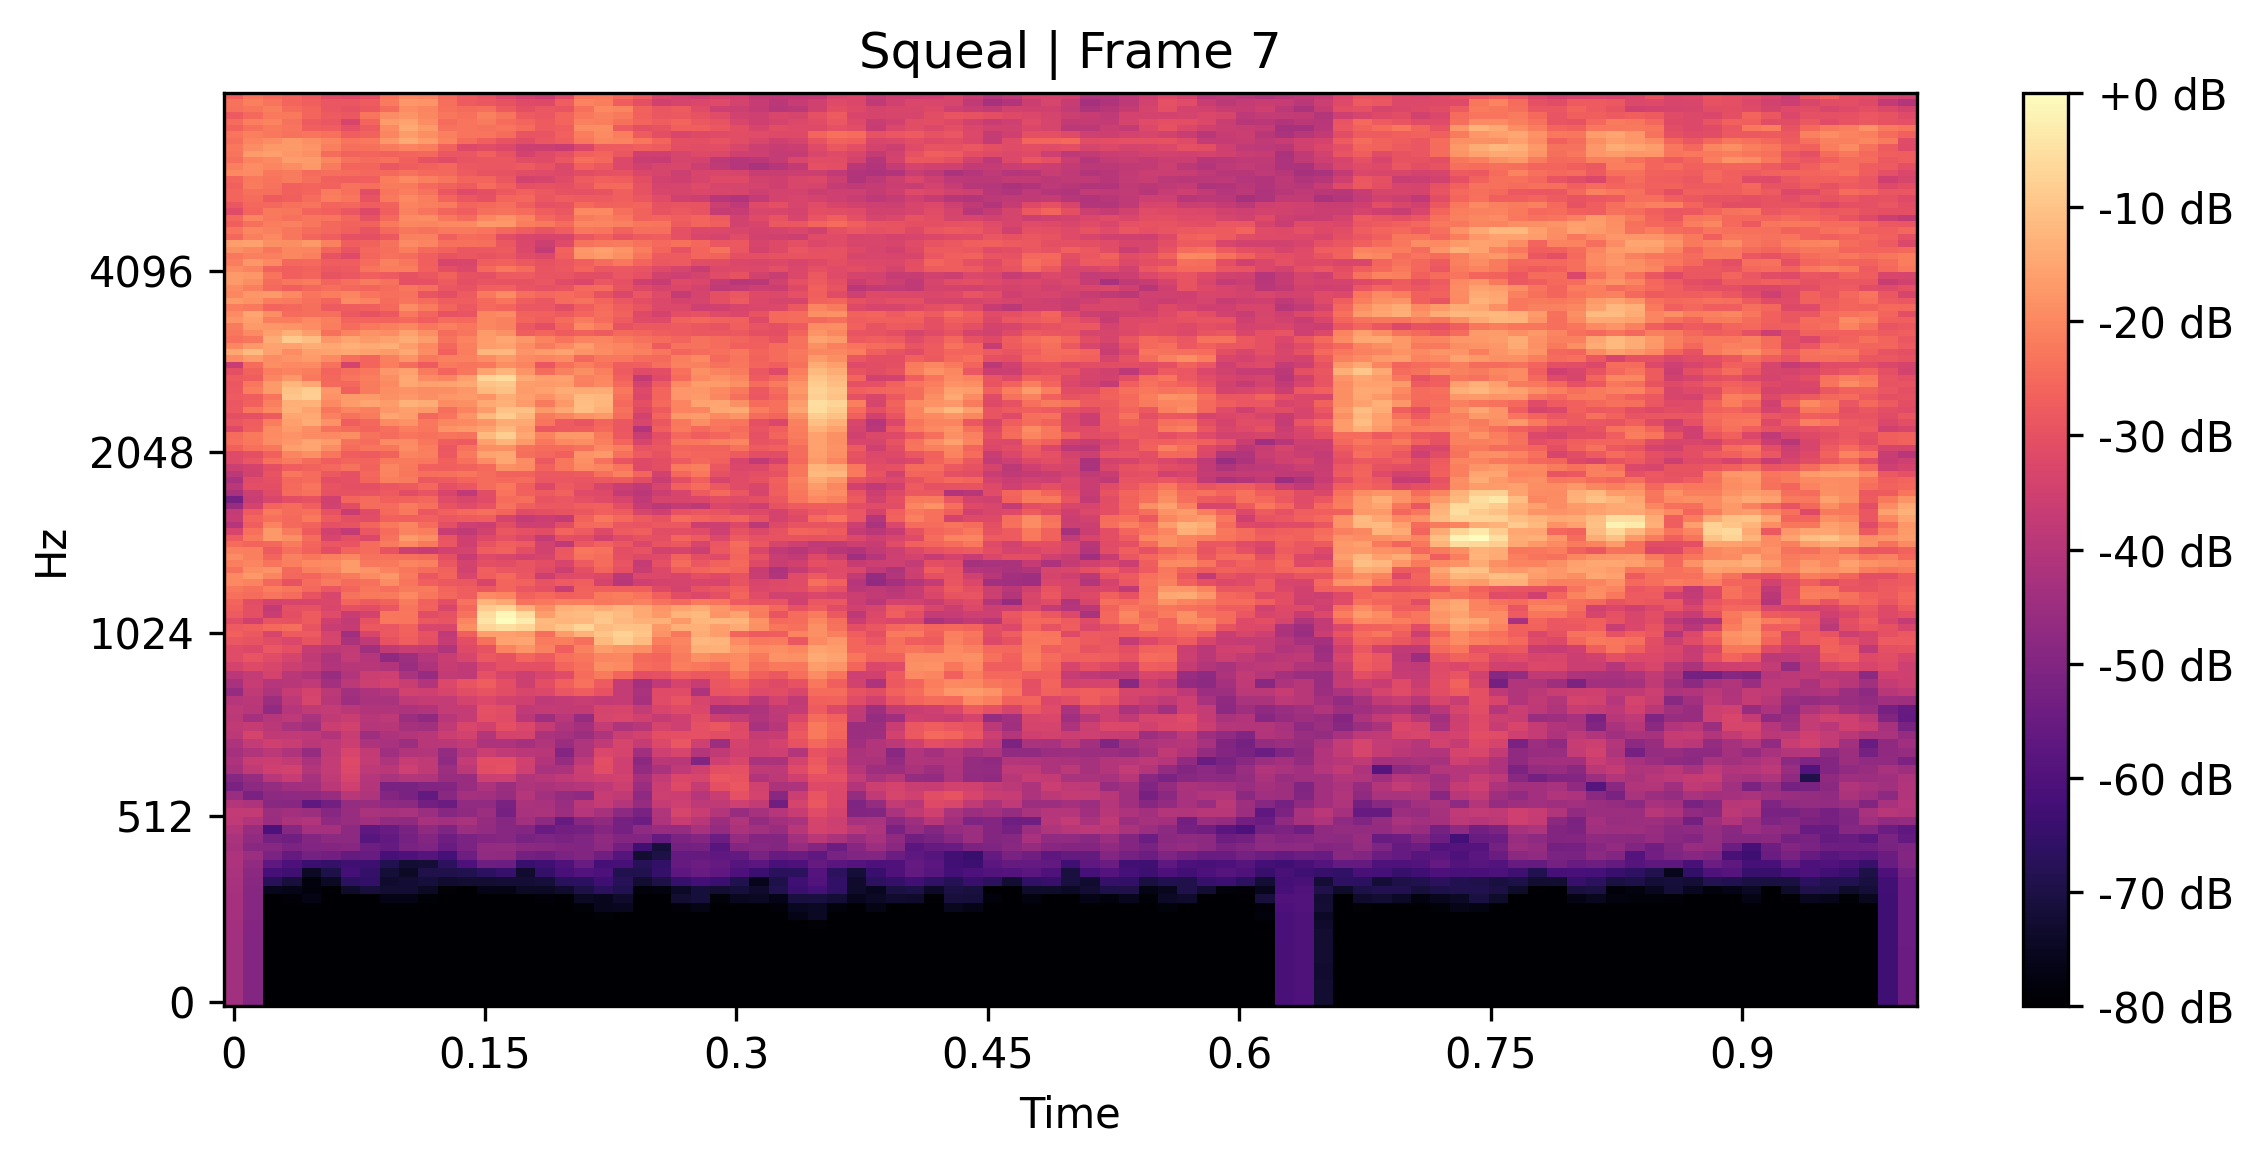 Squeal | Frame 7
+0 dB
-10 dB
-20 dB
-30 dB
-40 dB
-50 dB
-60 dB
-70 dB
-80 dB
Hz
4096
2048
1024
512
0
0 0.15 0.3 0.45 0.6 0.75 0.9
Time